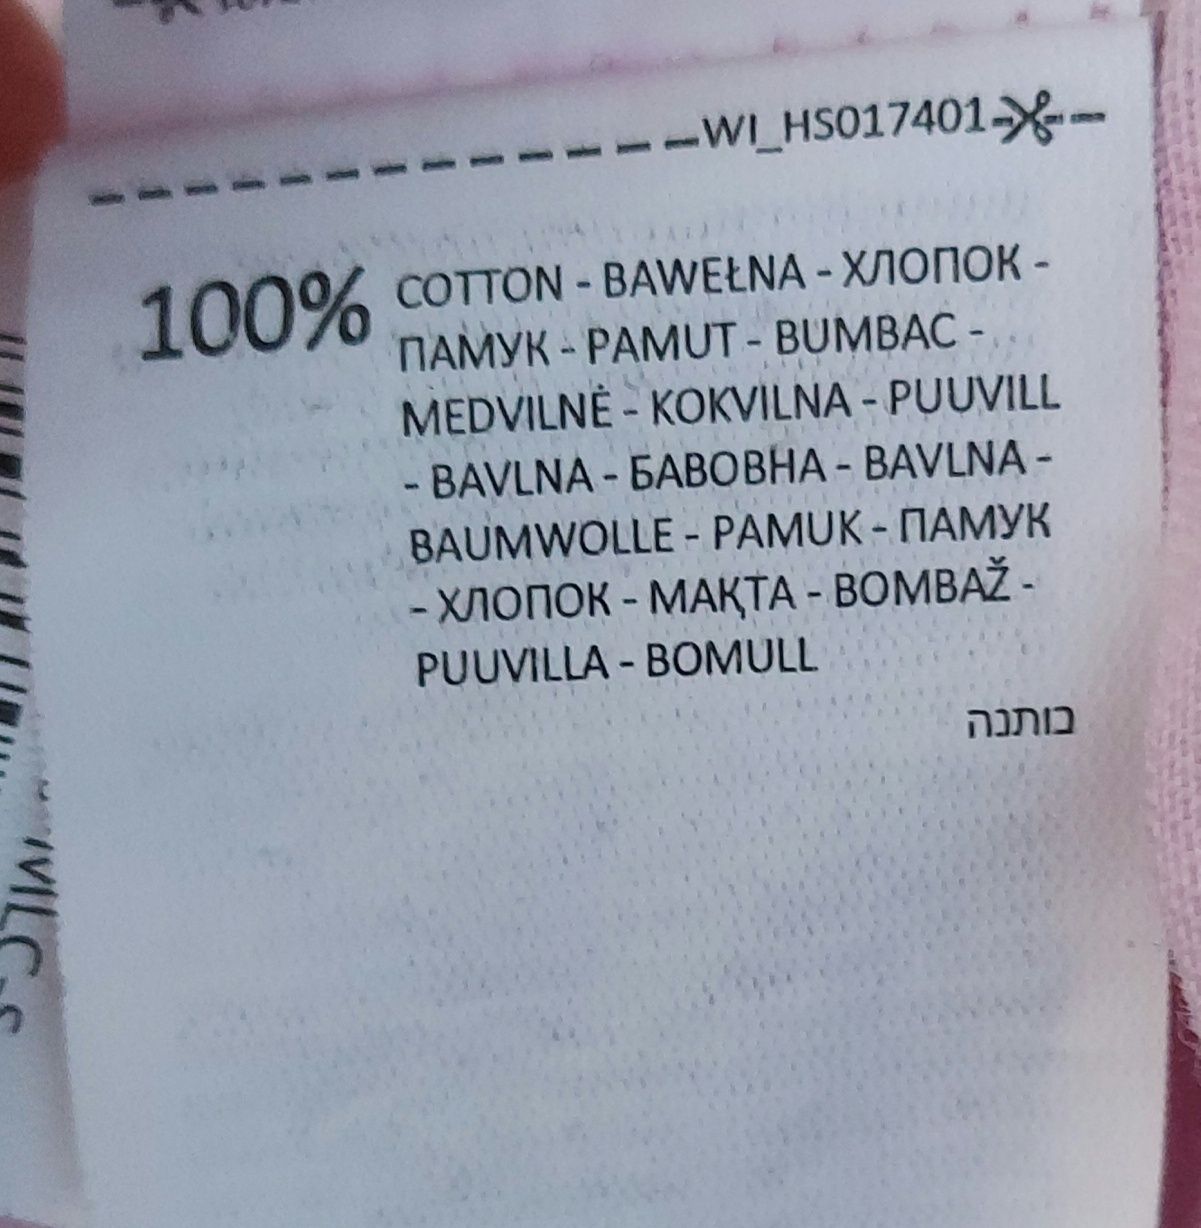 WI_HS017401
100% COTTON - BAWEŁNA - ХЛОПОК -
ПАМУК - PAMUT - BUMBAC -
MEDVILNĖ - KOKVILNA - PUUVILL
- BAVLNA - БАВОВНА - BAVLNA -
BAUMWOLLE - PAMUK - ПАМУК
- ХЛОПОК - МАҚТА - BOMBAŽ -
PUUVILLA - BOMULL
כותנה